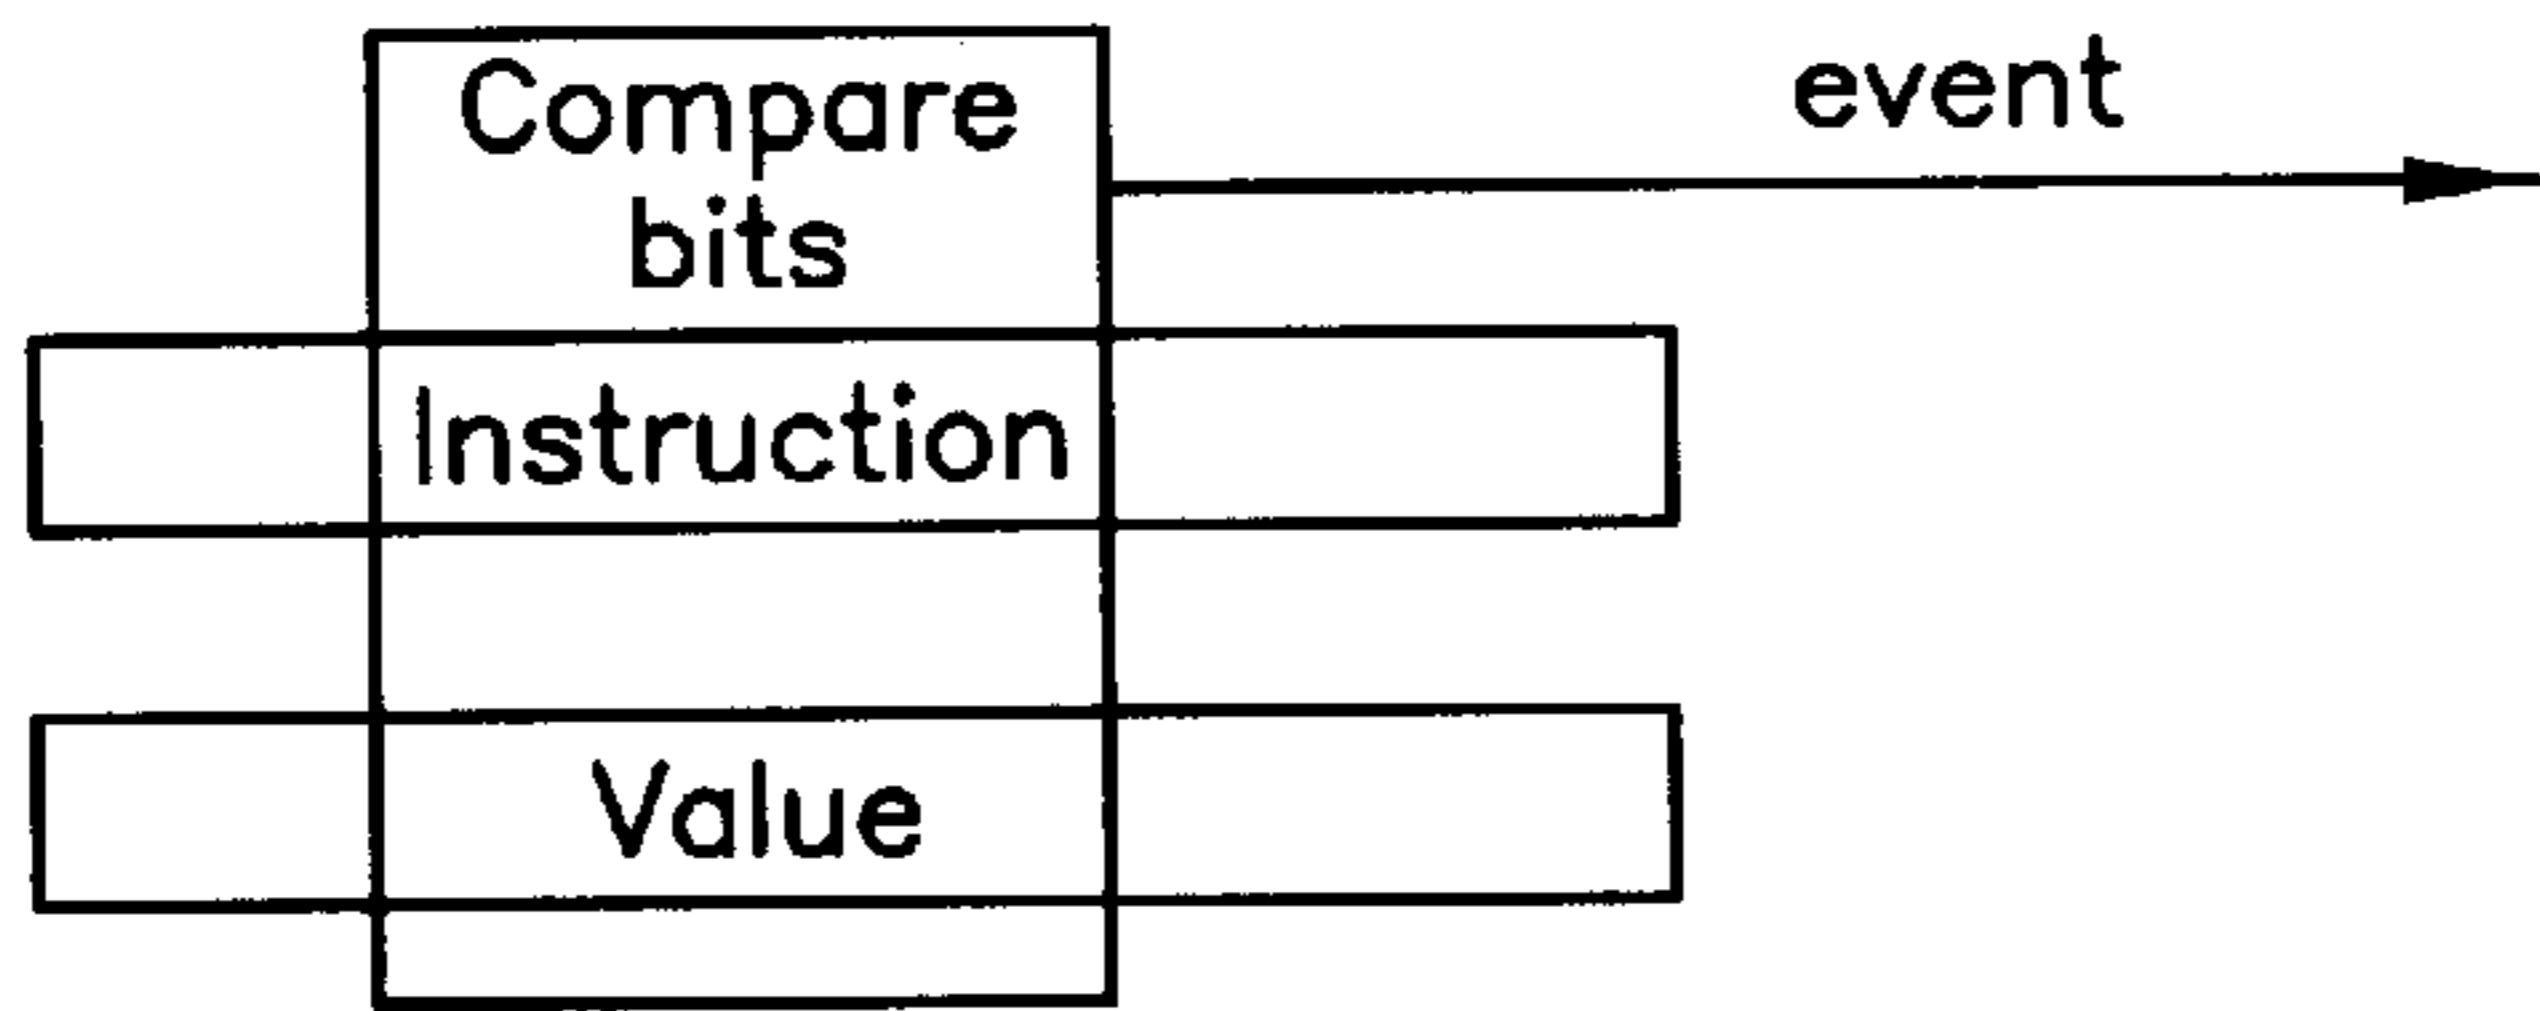 Compare
bits
event
Instruction
Value